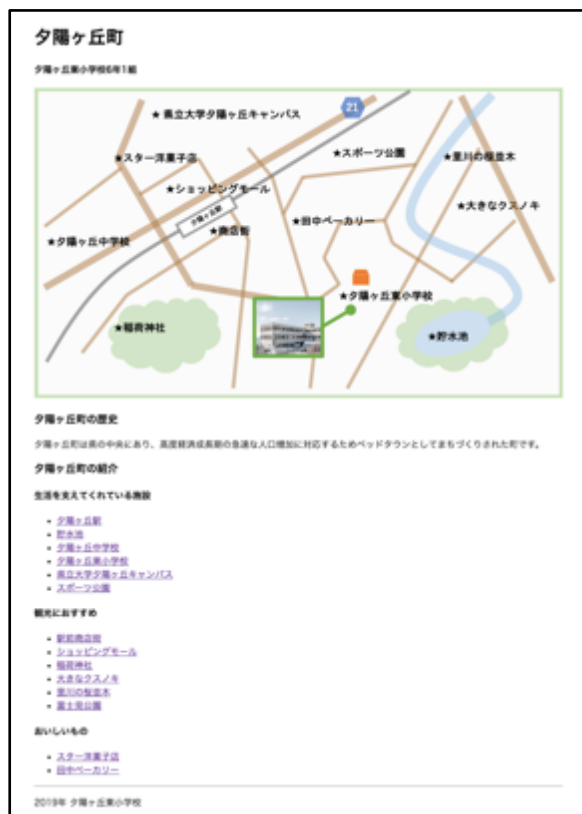 夕陽ヶ丘町
夕陽ヶ丘東小学校6年1組
21
★県立大学夕陽ヶ丘キャンパス
★スター洋菓子店
★スポーツ公園
★里川の桜並木
★ショッピングモール
★大きなクスノキ
夕陽ヶ丘駅
★田中ベーカリー
★商店街
★夕陽ヶ丘中学校
★夕陽ヶ丘東小学校
★稲荷神社
★貯水池
夕陽ヶ丘町の歴史
夕陽ヶ丘町は県の中央にあり、高度経済成長期の急速な人口増加に対応するためベッドタウンとしてまちづくりされた町です。
夕陽ヶ丘町の紹介
生活を支えてくれている施設
• 夕陽ヶ丘駅
• 貯水池
• 夕陽ヶ丘中学校
• 夕陽ヶ丘東小学校
• 県立大学夕陽ヶ丘キャンパス
• スポーツ公園
観光におすすめ
• 駅前商店街
• ショッピングモール
• 稲荷神社
• 大きなクスノキ
• 里川の桜並木
• 富士見公園
おいしいもの
• スター洋菓子店
• 田中ベーカリー
2019年 夕陽ヶ丘東小学校